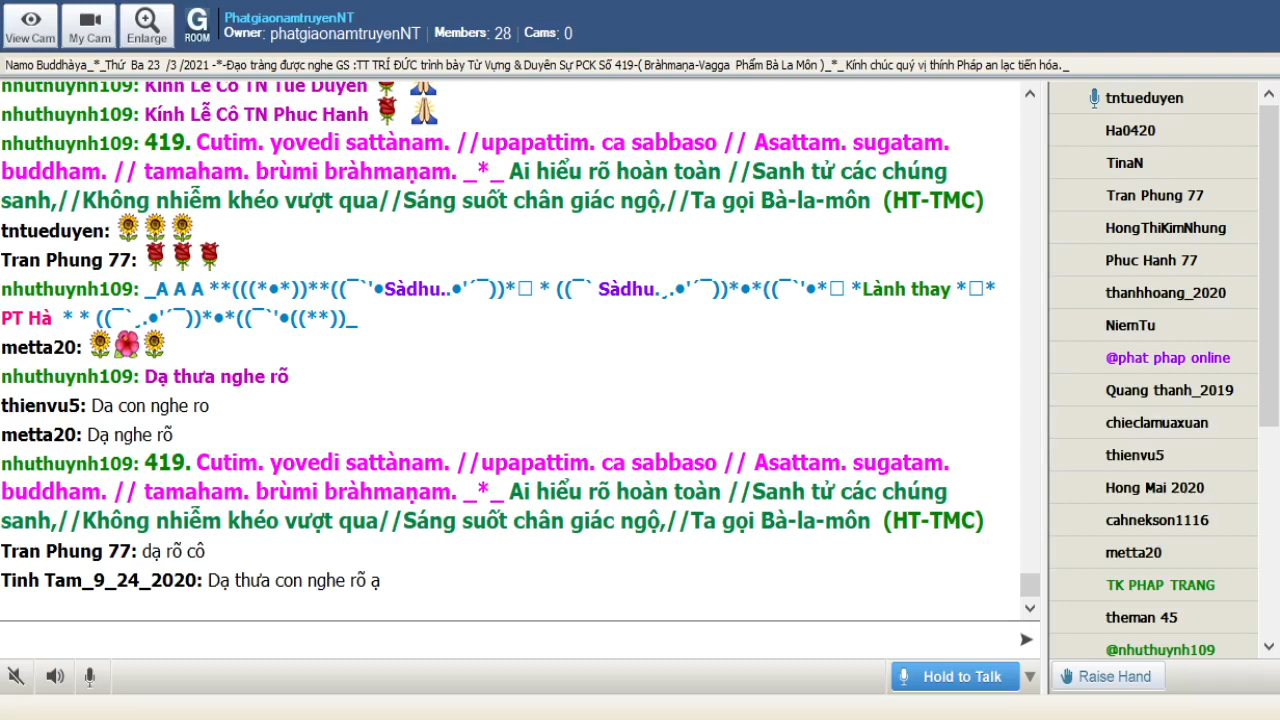 View Cam
My Cam
Enlarge
G
ROOM
PhatgiaonamtruyenNT
Owner: phatgiaonamtruyenNT | Members: 28 | Cams: 0
Namo Buddhàya_*_Thứ Ba 23 /3 /2021 -*-Đạo tràng được nghe GS :TT TRÍ ĐỨC trình bày Từ Vựng & Duyên Sự PCK Số 419-( Bràhmaṇa-Vagga Phẩm Bà La Môn )_*_ Kính chúc quý vị thính Pháp an lạc tiến hóa._
nhuthuynh109: Kính Lễ Cô TN Tuệ Duyên
nhuthuynh109: Kính Lễ Cô TN Phuc Hanh
nhuthuynh109: 419. Cutim. yovedi sattànam. //upapattim. ca sabbaso // Asattam. sugatam.
buddham. // tamaham. brùmi bràhmaṇam. _*_ Ai hiểu rõ hoàn toàn //Sanh tử các chúng
sanh,//Không nhiễm khéo vượt qua//Sáng suốt chân giác ngộ,//Ta gọi Bà-la-môn (HT-TMC)
tntueduyen:
Tran Phung 77:
nhuthuynh109: _A A A **(((*•*))**((¯`'•Sàdhu..•'´¯))*□ * ((¯` Sàdhu.¸.•'´¯))*•*((¯`'•*□ *Lành thay *□*
PT Hà * * ((¯`¸.•'´¯))*•*((¯`'•((**))_
metta20:
nhuthuynh109: Dạ thưa nghe rõ
thienvu5: Da con nghe ro
metta20: Dạ nghe rõ
nhuthuynh109: 419. Cutim. yovedi sattànam. //upapattim. ca sabbaso // Asattam. sugatam.
buddham. // tamaham. brùmi bràhmaṇam. _*_ Ai hiểu rõ hoàn toàn //Sanh tử các chúng
sanh,//Không nhiễm khéo vượt qua//Sáng suốt chân giác ngộ,//Ta gọi Bà-la-môn (HT-TMC)
Tran Phung 77: dạ rõ cô
Tinh Tam_9_24_2020: Dạ thưa con nghe rõ ạ
Hold to Talk
tntueduyen
Ha0420
TinaN
Tran Phung 77
HongThiKimNhung
Phuc Hanh 77
thanhhoang_2020
NiemTu
@phat phap online
Quang thanh_2019
chieclamuaxuan
thienvu5
Hong Mai 2020
cahnekson1116
metta20
TK PHAP TRANG
theman 45
@nhuthuynh109
Raise Hand